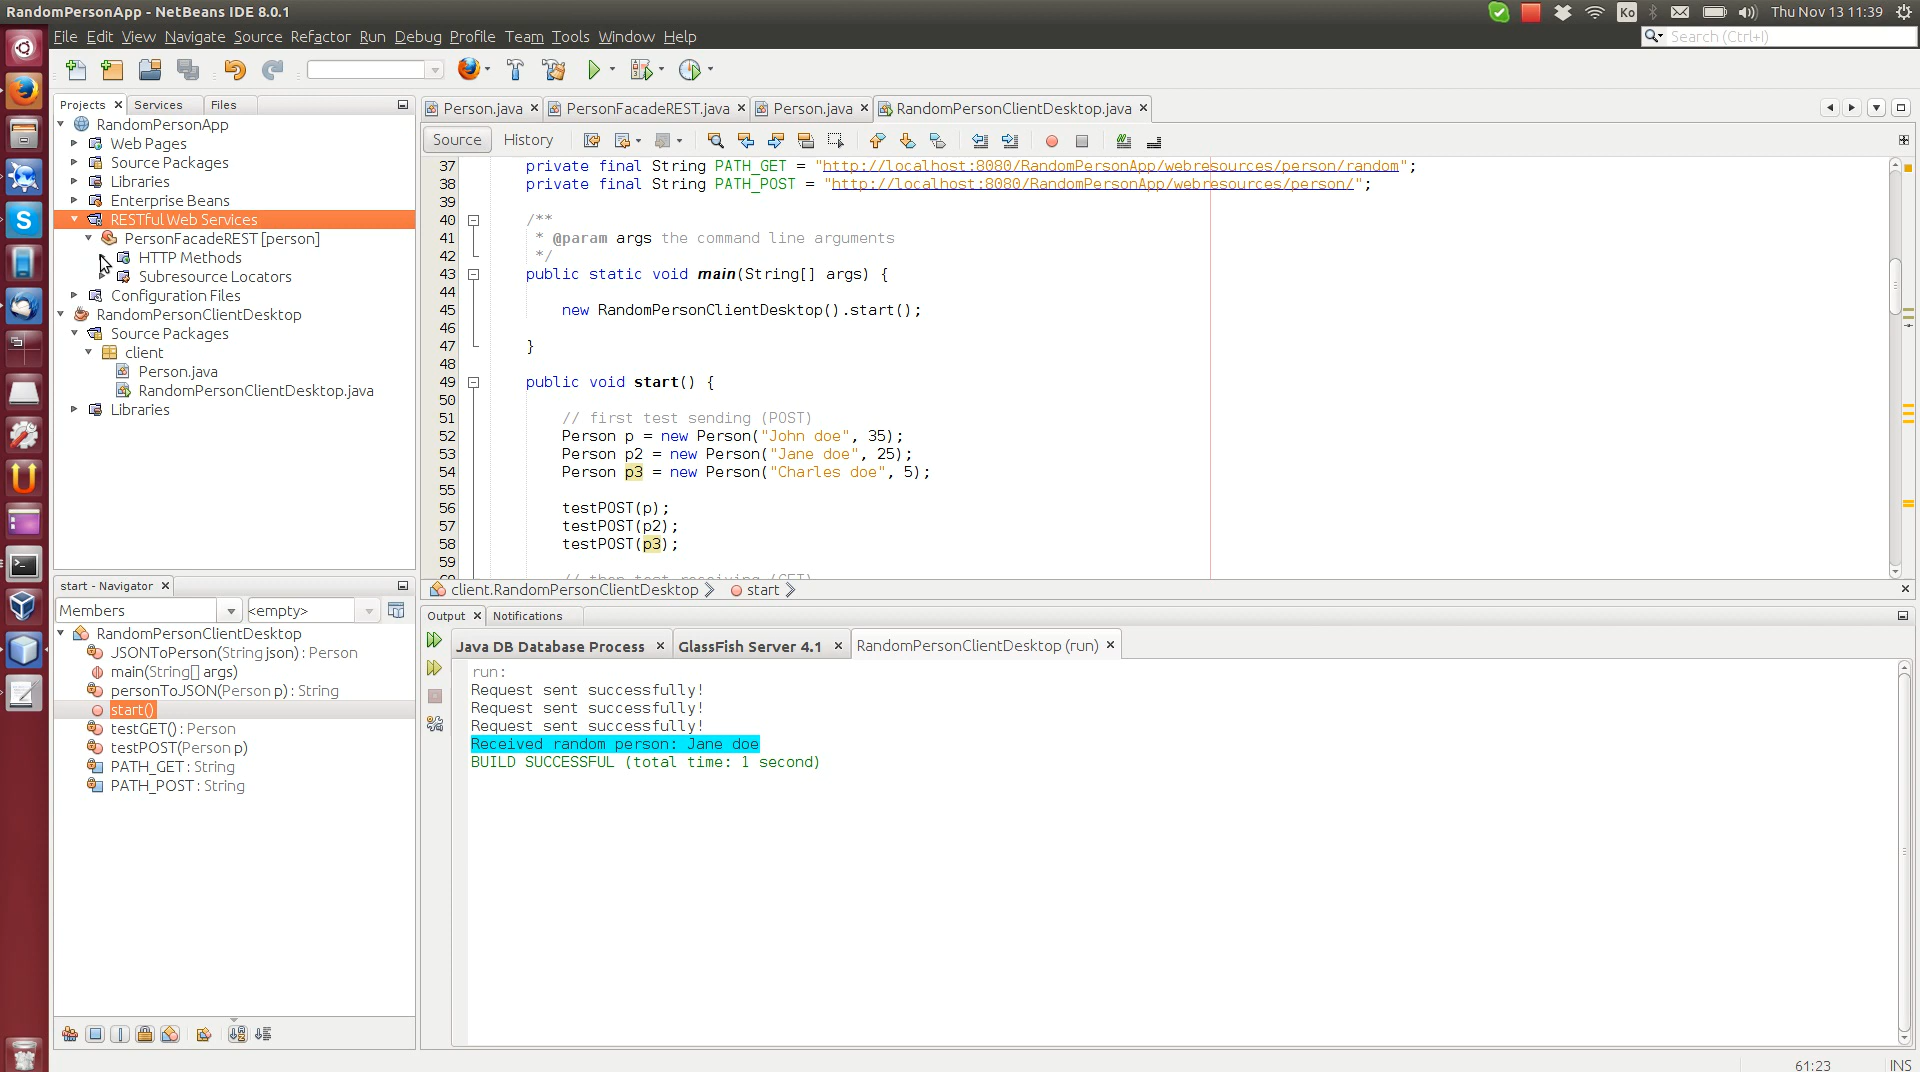 RandomPersonApp - NetBeans IDE 8.0.1
Ko
Thu Nov 13 11:39
File Edit View Navigate Source Refactor Run Debug Profile Team Tools Window Help
Search (Ctrl+I)
Projects Services Files
Person.java PersonFacadeREST.java Person.java RandomPersonClientDesktop.java
Source History
RandomPersonApp
Web Pages
Source Packages
Libraries
Enterprise Beans
RESTful Web Services
PersonFacadeREST [person]
HTTP Methods
Subresource Locators
Configuration Files
RandomPersonClientDesktop
Source Packages
client
Person.java
RandomPersonClientDesktop.java
Libraries
37 private final String PATH_GET = "http://localhost:8080/RandomPersonApp/webresources/person/random";
38 private final String PATH_POST = "http://localhost:8080/RandomPersonApp/webresources/person/";
39
40 /**
41 * @param args the command line arguments
42 */
43 public static void main(String[] args) {
44
45 new RandomPersonClientDesktop().start();
46
47 }
48
49 public void start() {
50
51 // first test sending (POST)
52 Person p = new Person("John doe", 35);
53 Person p2 = new Person("Jane doe", 25);
54 Person p3 = new Person("Charles doe", 5);
55
56 testPOST(p);
57 testPOST(p2);
58 testPOST(p3);
59
60 // then test receiving (GET)
client.RandomPersonClientDesktop start
start - Navigator
Members <empty>
RandomPersonClientDesktop
JSONToPerson(String json) : Person
main(String[] args)
personToJSON(Person p) : String
start()
testGET() : Person
testPOST(Person p)
PATH_GET : String
PATH_POST : String
Output Notifications
Java DB Database Process GlassFish Server 4.1 RandomPersonClientDesktop (run)
run:
Request sent successfully!
Request sent successfully!
Request sent successfully!
Received random person: Jane doe
BUILD SUCCESSFUL (total time: 1 second)
61:23 INS